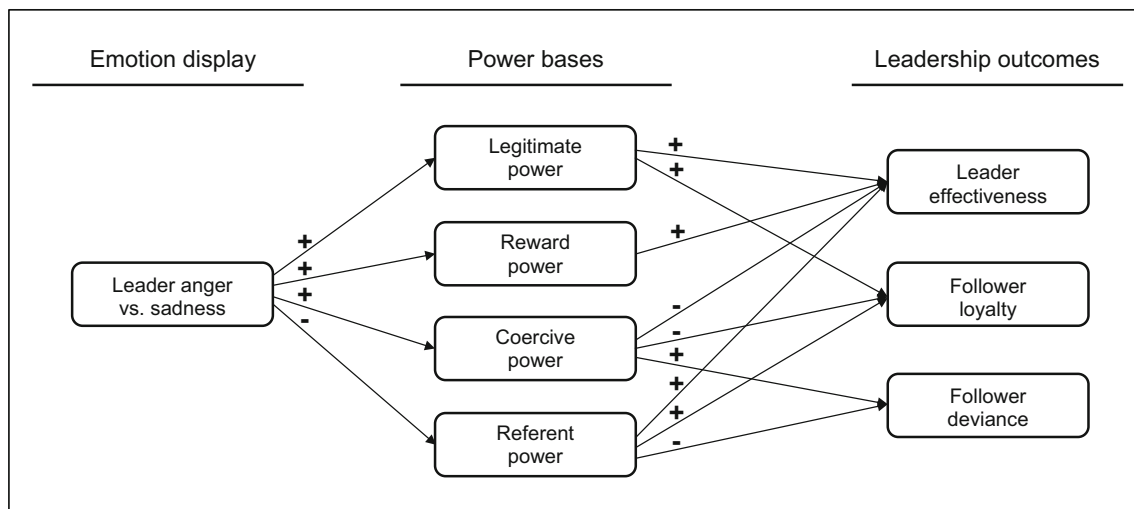 Emotion display
Power bases
Leadership outcomes
Legitimate
power
+
+
Leader
effectiveness
Reward
power
+
+
+
+
-
Leader anger
vs. sadness
Coercive
power
-
-
+
Follower
loyalty
Referent
power
+
+
-
Follower
deviance